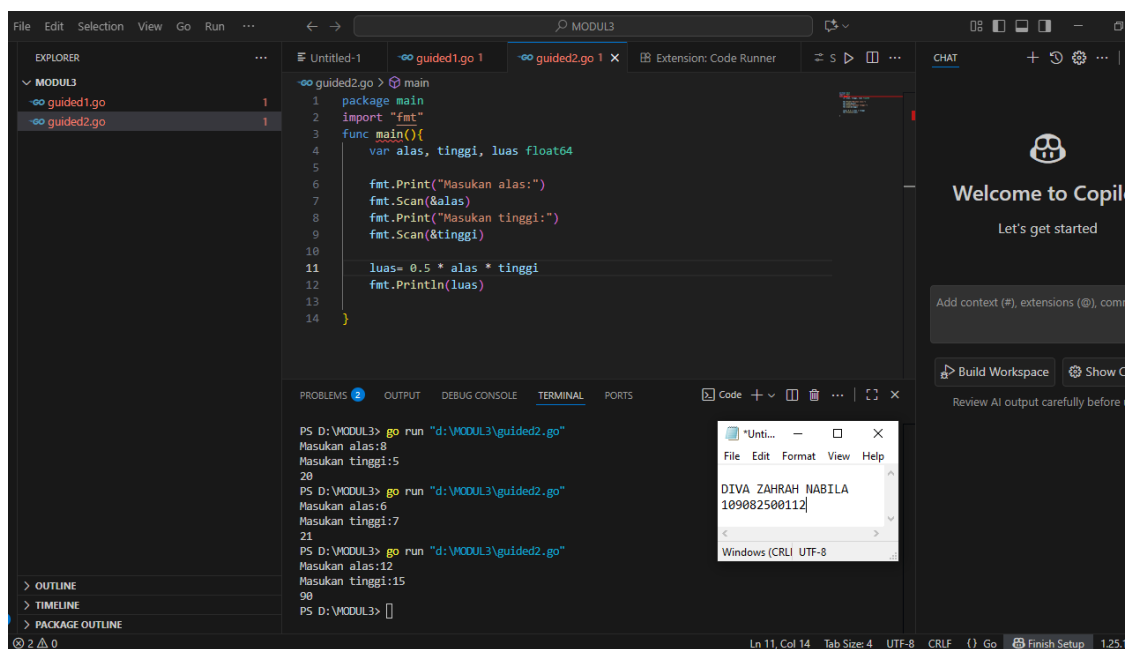 File Edit Selection View Go Run ··· MODUL3
EXPLORER ···
MODUL3
guided1.go 1
guided2.go 1
OUTLINE
TIMELINE
PACKAGE OUTLINE
Untitled-1 guided1.go 1 guided2.go 1 Extension: Code Runner S ···
guided2.go > main
1 package main
2 import "fmt"
3 func main(){
4 var alas, tinggi, luas float64
5
6 fmt.Print("Masukan alas:")
7 fmt.Scan(&alas)
8 fmt.Print("Masukan tinggi:")
9 fmt.Scan(&tinggi)
10
11 luas= 0.5 * alas * tinggi
12 fmt.Println(luas)
13
14 }
PROBLEMS 2 OUTPUT DEBUG CONSOLE TERMINAL PORTS Code ···
PS D:\MODUL3> go run "d:\MODUL3\guided2.go"
Masukan alas:8
Masukan tinggi:5
20
PS D:\MODUL3> go run "d:\MODUL3\guided2.go"
Masukan alas:6
Masukan tinggi:7
21
PS D:\MODUL3> go run "d:\MODUL3\guided2.go"
Masukan alas:12
Masukan tinggi:15
90
PS D:\MODUL3>
*Unti...
File Edit Format View Help
DIVA ZAHRAH NABILA
109082500112
Windows (CRLI UTF-8
CHAT ···
Welcome to Copil
Let's get started
Add context (#), extensions (@), com
Build Workspace Show
Review AI output carefully before
2 0 Ln 11, Col 14 Tab Size: 4 UTF-8 CRLF {} Go Finish Setup 1.25.